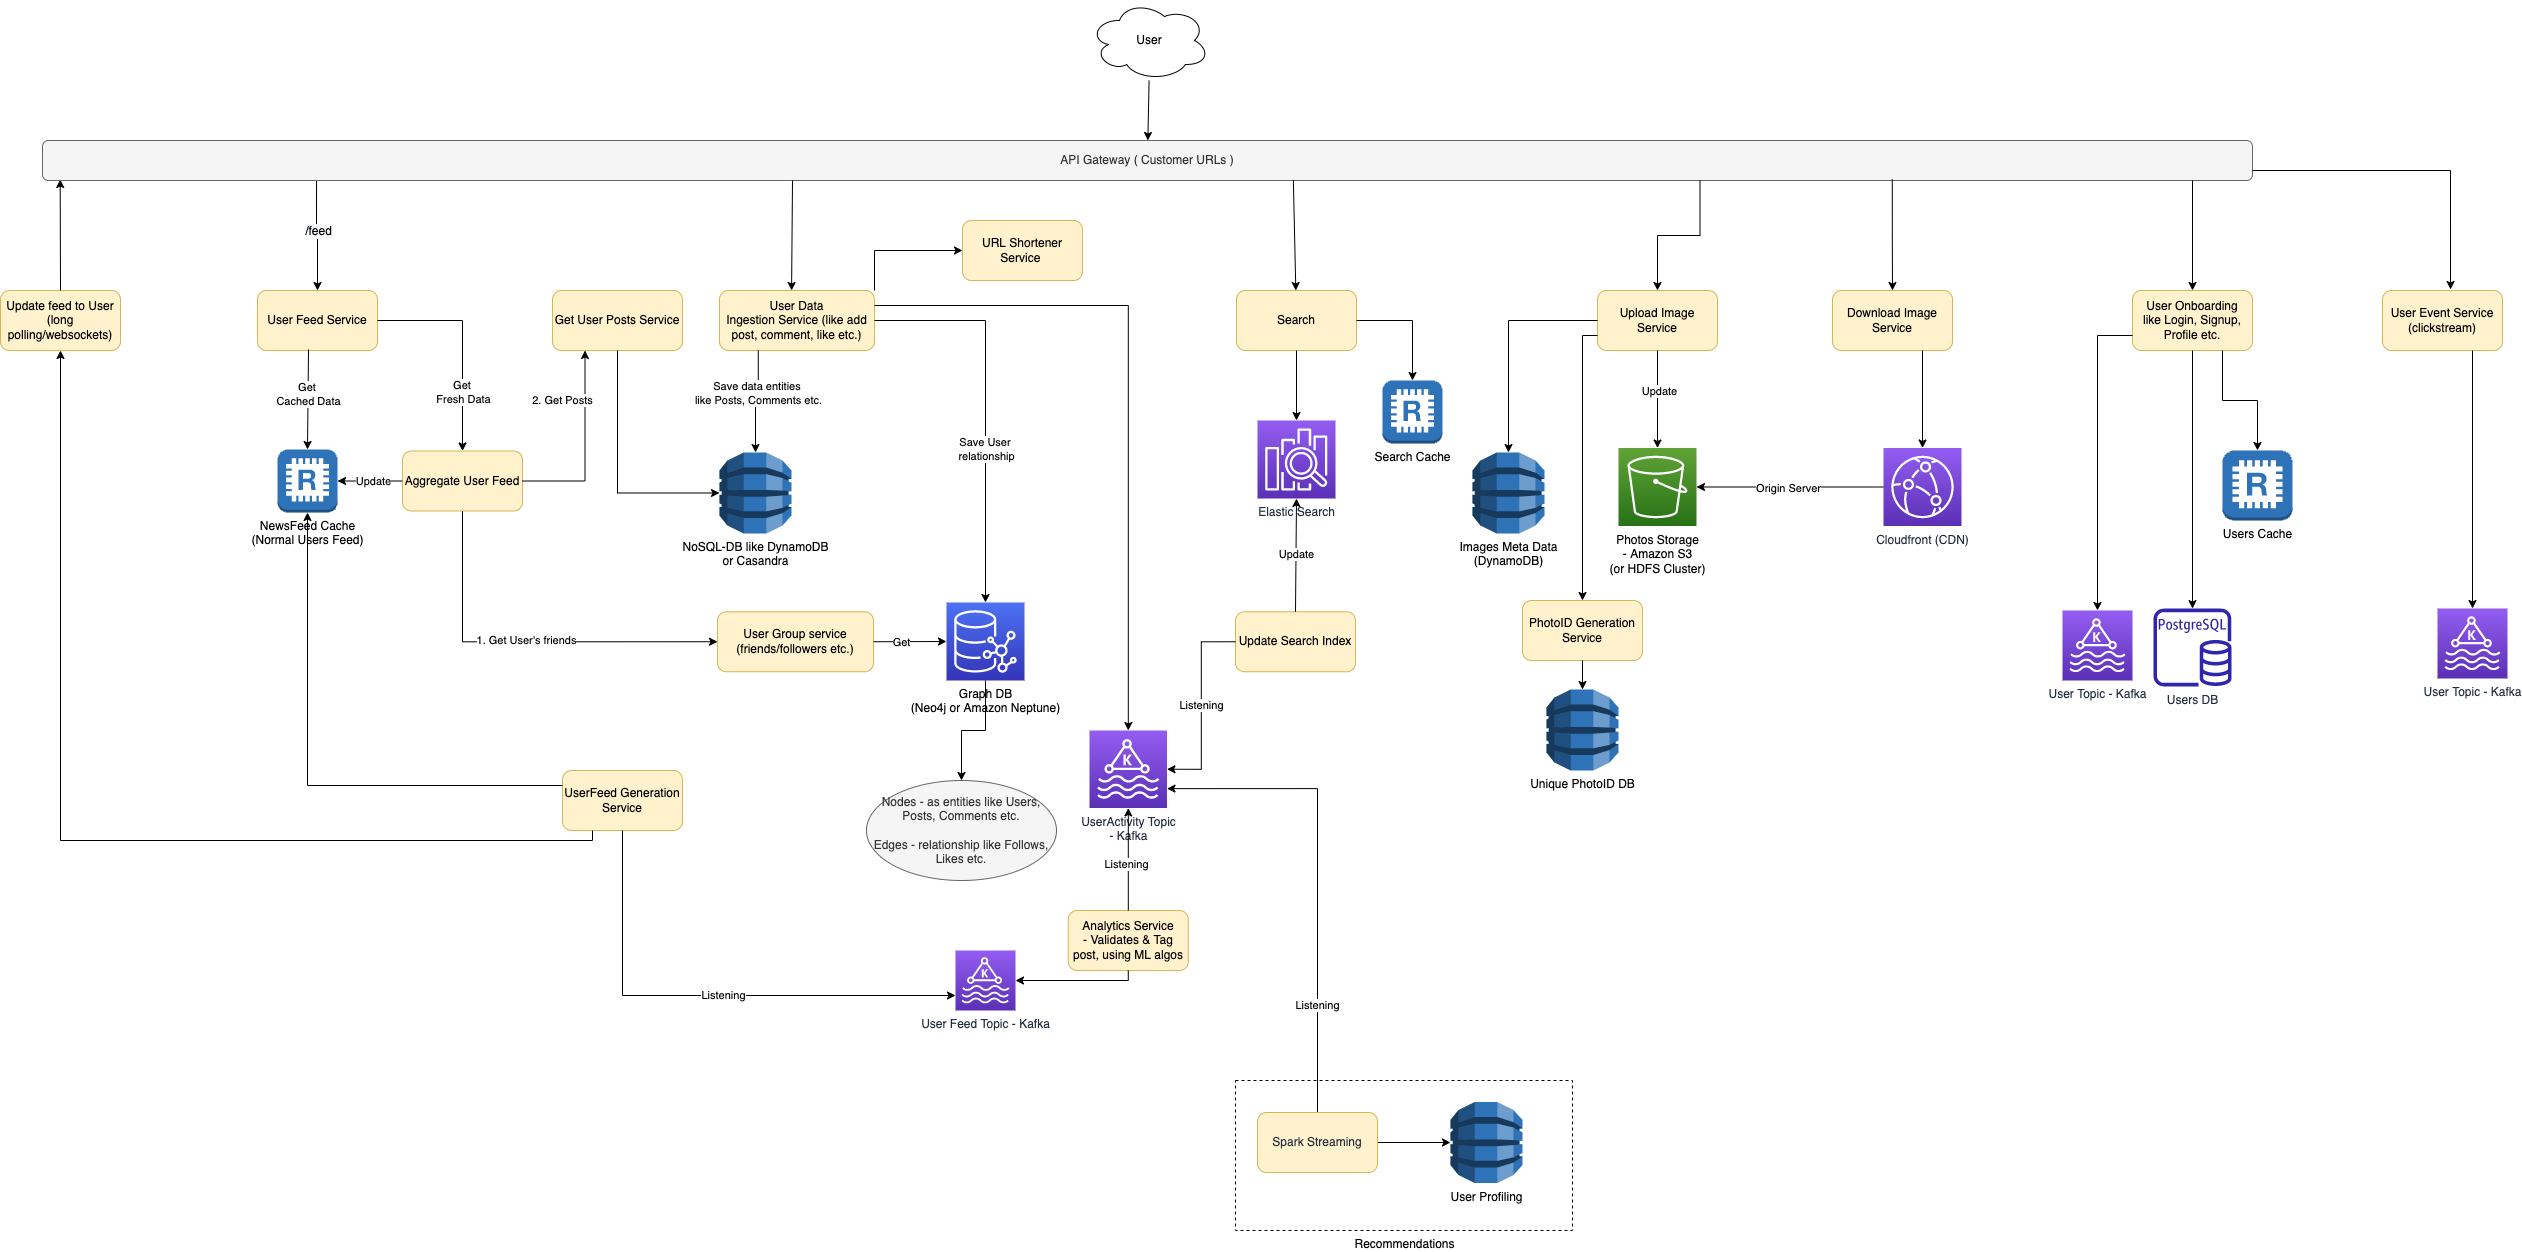 User
API Gateway ( Customer URLs )
/feed
URL Shortener
Service
Update feed to User
(long
polling/websockets)
User Feed Service
Get User Posts Service
User Data
Ingestion Service (like add
post, comment, like etc.)
Search
Upload Image
Service
Download Image
Service
User Onboarding
like Login, Signup,
Profile etc.
User Event Service
(clickstream)
Get
Cached Data
Get
Fresh Data
2. Get Posts
Save data entities
like Posts, Comments etc.
Save User
relationship
Update
R
Search Cache
R
NewsFeed Cache
(Normal Users Feed)
Update
Aggregate User Feed
NoSQL-DB like DynamoDB
or Casandra
Elastic Search
Update
Images Meta Data
(DynamoDB)
Photos Storage
- Amazon S3
(or HDFS Cluster)
Origin Server
Cloudfront (CDN)
R
Users Cache
1. Get User's friends
User Group service
(friends/followers etc.)
Get
Graph DB
(Neo4j or Amazon Neptune)
Update Search Index
PhotoID Generation
Service
K
User Topic - Kafka
PostgreSQL
Users DB
K
User Topic - Kafka
Listening
Unique PhotoID DB
UserFeed Generation
Service
Nodes - as entities like Users,
Posts, Comments etc.
Edges - relationship like Follows,
Likes etc.
K
UserActivity Topic
- Kafka
Listening
Analytics Service
- Validates & Tag
post, using ML algos
Listening
K
User Feed Topic - Kafka
Listening
Spark Streaming
User Profiling
Recommendations